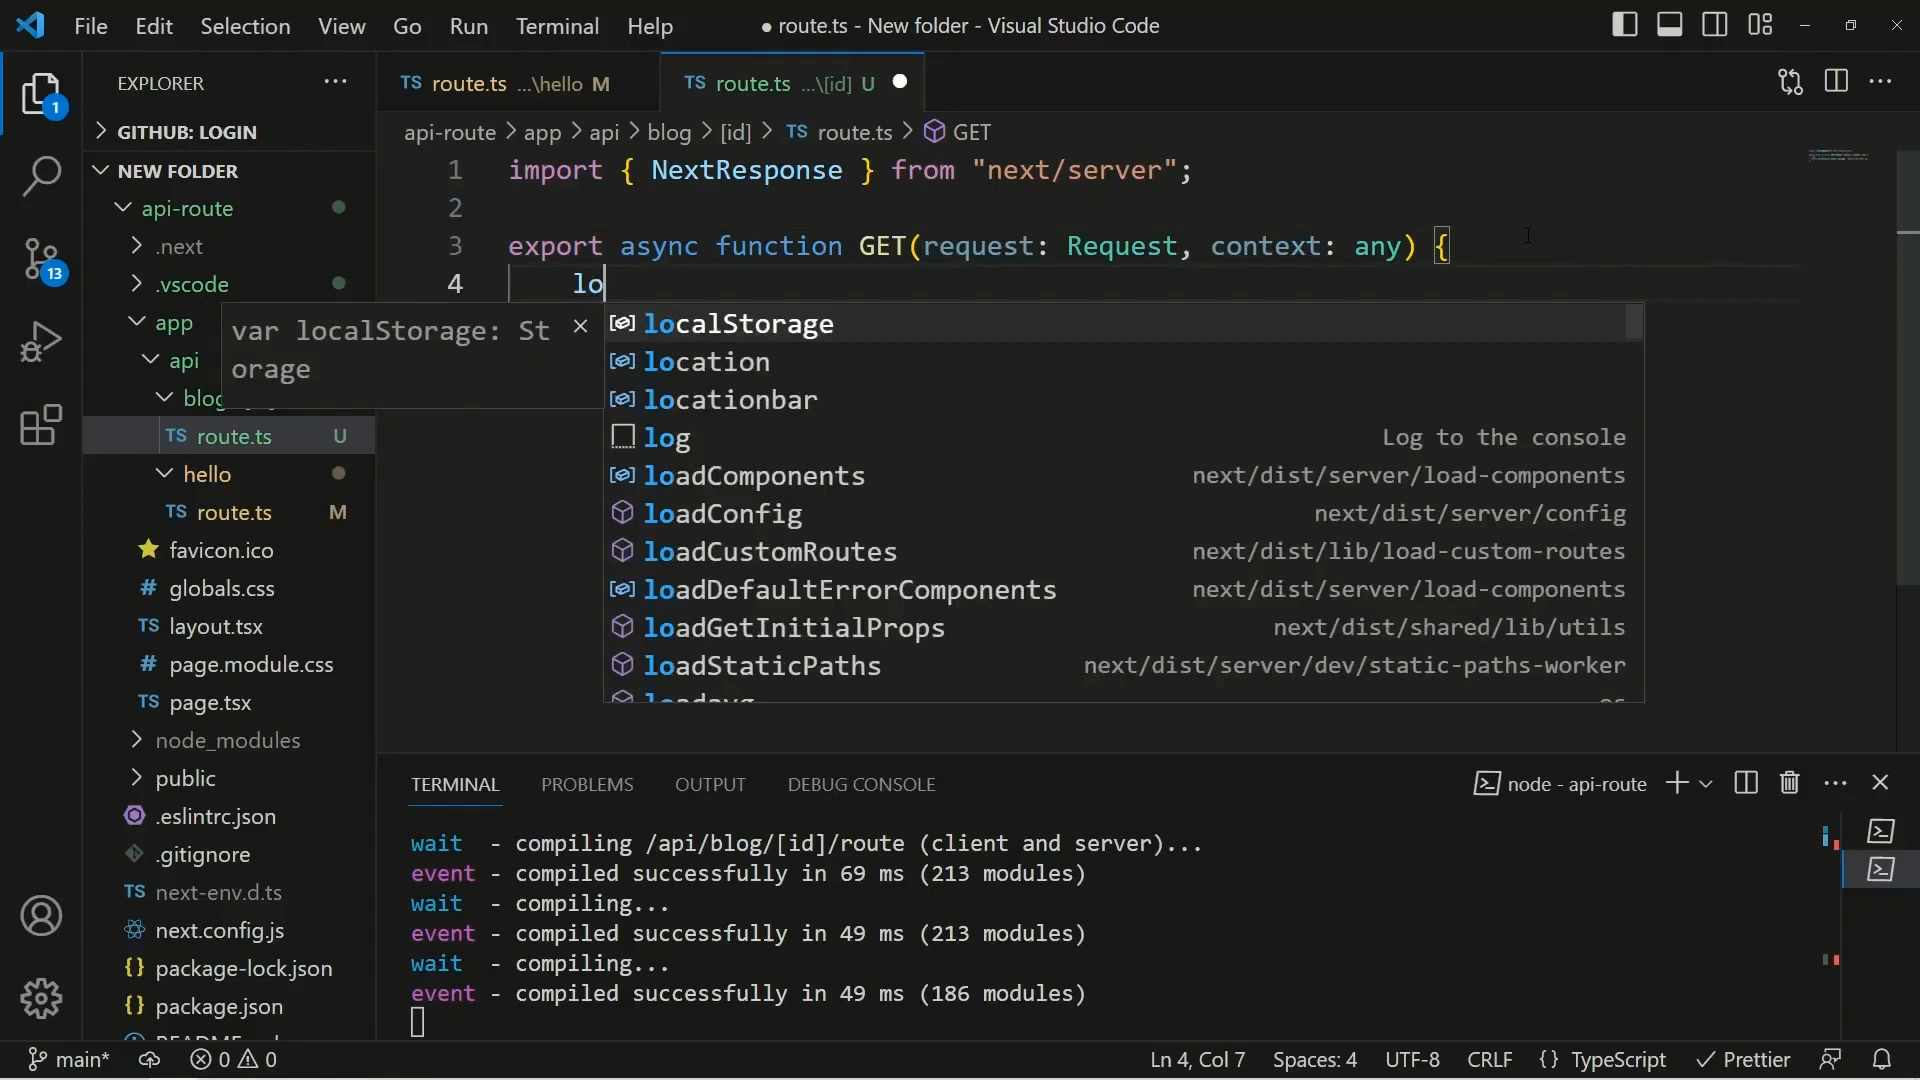 File Edit Selection View Go Run Terminal Help
● route.ts - New folder - Visual Studio Code
EXPLORER
GITHUB: LOGIN
NEW FOLDER
api-route
.next
.vscode
app
api
blog
TS route.ts U
hello
TS route.ts M
favicon.ico
# globals.css
TS layout.tsx
# page.module.css
TS page.tsx
node_modules
public
.eslintrc.json
.gitignore
TS next-env.d.ts
next.config.js
{} package-lock.json
{} package.json
1
13
TS route.ts ...\hello M
TS route.ts ...\[id] U
api-route > app > api > blog > [id] > TS route.ts > GET
1 import { NextResponse } from "next/server";
2
3 export async function GET(request: Request, context: any) {
4 lo
var localStorage: St
orage
localStorage
location
locationbar
log Log to the console
loadComponents next/dist/server/load-components
loadConfig next/dist/server/config
loadCustomRoutes next/dist/lib/load-custom-routes
loadDefaultErrorComponents next/dist/server/load-components
loadGetInitialProps next/dist/shared/lib/utils
loadStaticPaths next/dist/server/dev/static-paths-worker
TERMINAL PROBLEMS OUTPUT DEBUG CONSOLE
node - api-route
wait - compiling /api/blog/[id]/route (client and server)...
event - compiled successfully in 69 ms (213 modules)
wait - compiling...
event - compiled successfully in 49 ms (213 modules)
wait - compiling...
event - compiled successfully in 49 ms (186 modules)
main* 0 0
Ln 4, Col 7 Spaces: 4 UTF-8 CRLF {} TypeScript Prettier